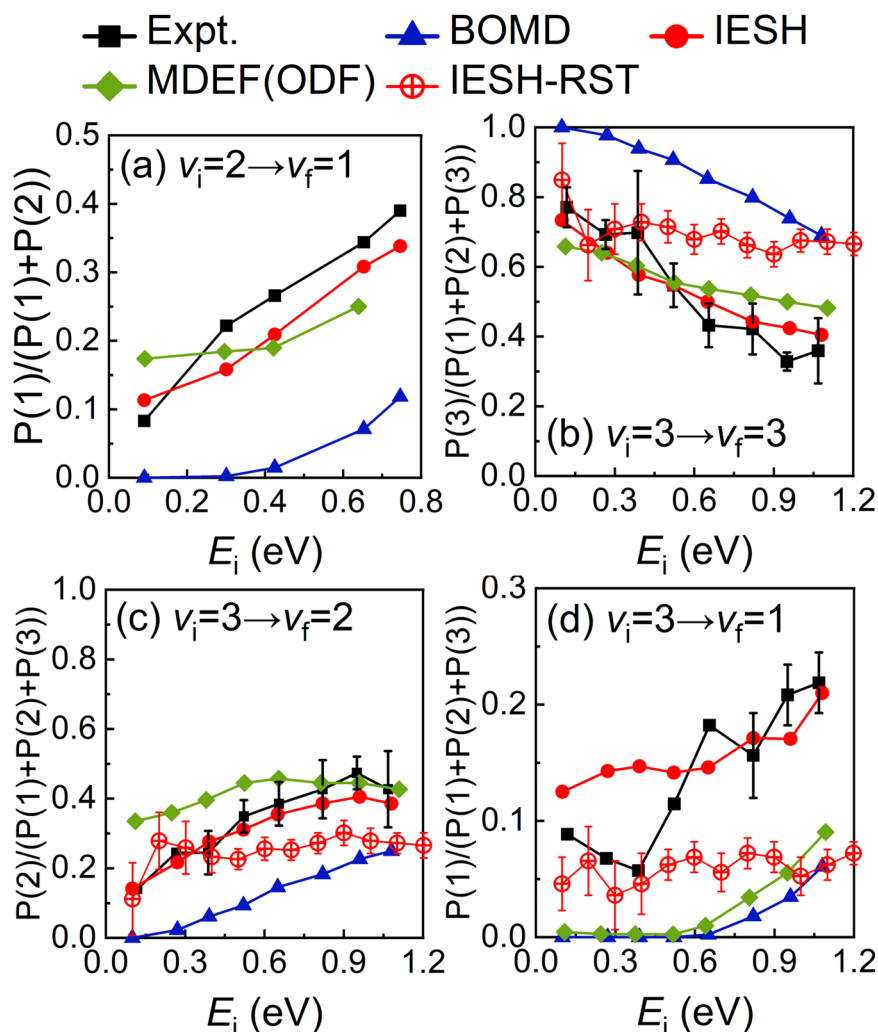 Expt. BOMD IESH
MDEF(ODF) IESH-RST
P(1)/(P(1)+P(2))
0.5
0.4
0.3
0.2
0.1
0.0
(a) vi=2→vf=1
0.0 0.2 0.4 0.6 0.8
Ei (eV)
P(3)/(P(1)+P(2)+P(3))
1.0
0.8
0.6
0.4
0.2
0.0
(b) vi=3→vf=3
0.0 0.3 0.6 0.9 1.2
Ei (eV)
P(2)/(P(1)+P(2)+P(3))
1.0
0.8
0.6
0.4
0.2
0.0
(c) vi=3→vf=2
0.0 0.3 0.6 0.9 1.2
Ei (eV)
P(1)/(P(1)+P(2)+P(3))
0.3
0.2
0.1
0.0
(d) vi=3→vf=1
0.0 0.3 0.6 0.9 1.2
Ei (eV)